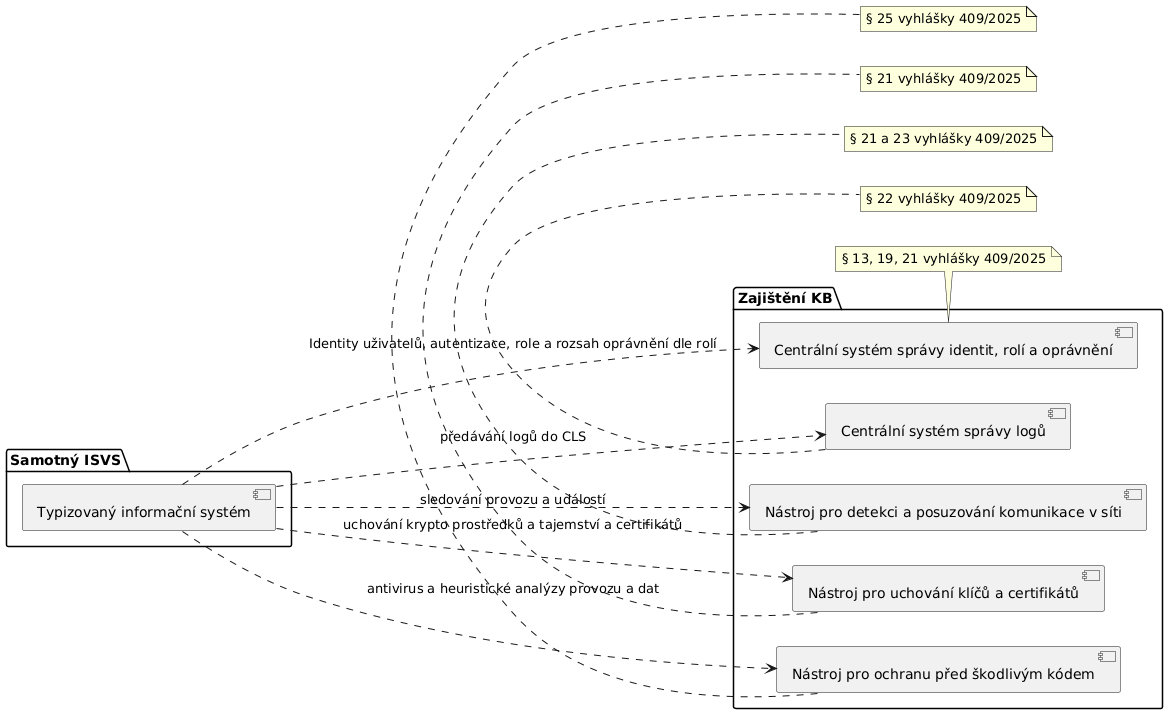 § 25 vyhlášky 409/2025
§ 21 vyhlášky 409/2025
§ 21 a 23 vyhlášky 409/2025
§ 22 vyhlášky 409/2025
§ 13, 19, 21 vyhlášky 409/2025
Zajištění KB
Identity uživatelů, autentizace, role a rozsah oprávnění dle rolí
Centrální systém správy identit, rolí a oprávnění
předávání logů do CLS
Centrální systém správy logů
Samotný ISVS
Typizovaný informační systém
sledování provozu a událostí
Nástroj pro detekci a posuzování komunikace v síti
uchování krypto prostředků a tajemství a certifikátů
antivirus a heuristické analýzy provozu a dat
Nástroj pro uchování klíčů a certifikátů
Nástroj pro ochranu před škodlivým kódem